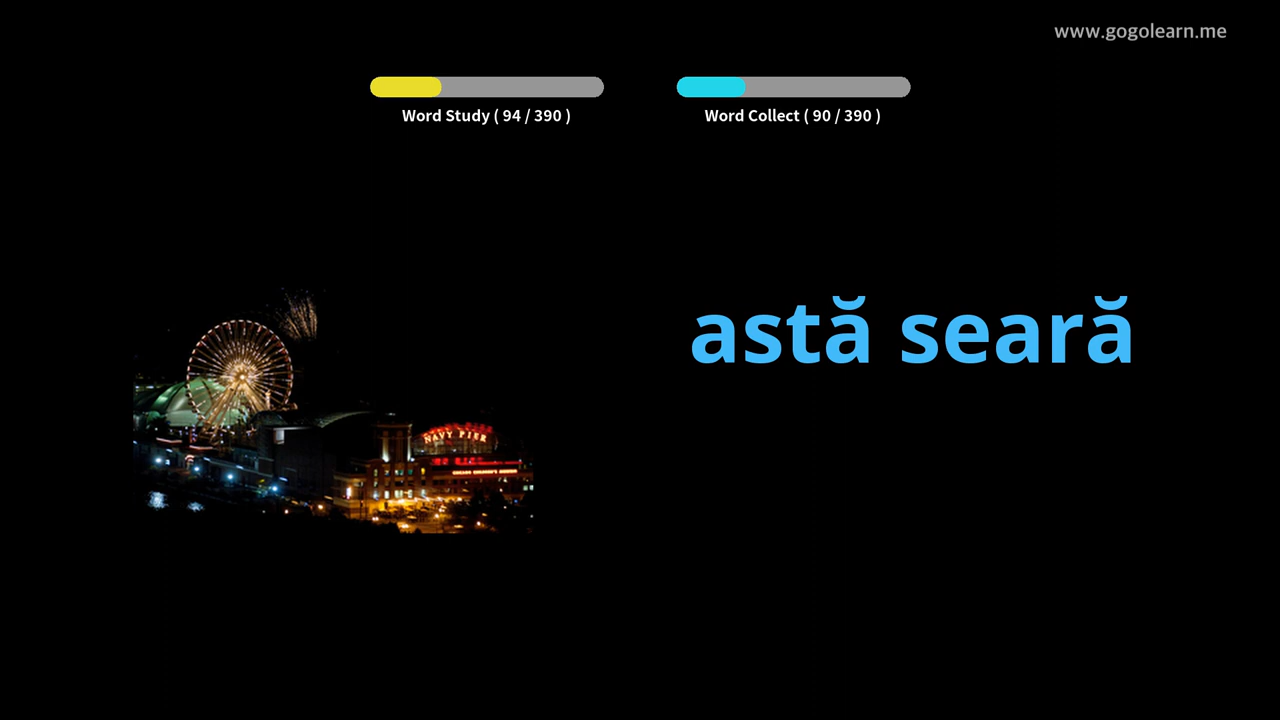 www.gogolearn.me
Word Study ( 94 / 390 )
Word Collect ( 90 / 390 )
astă seară
NAVY PIER